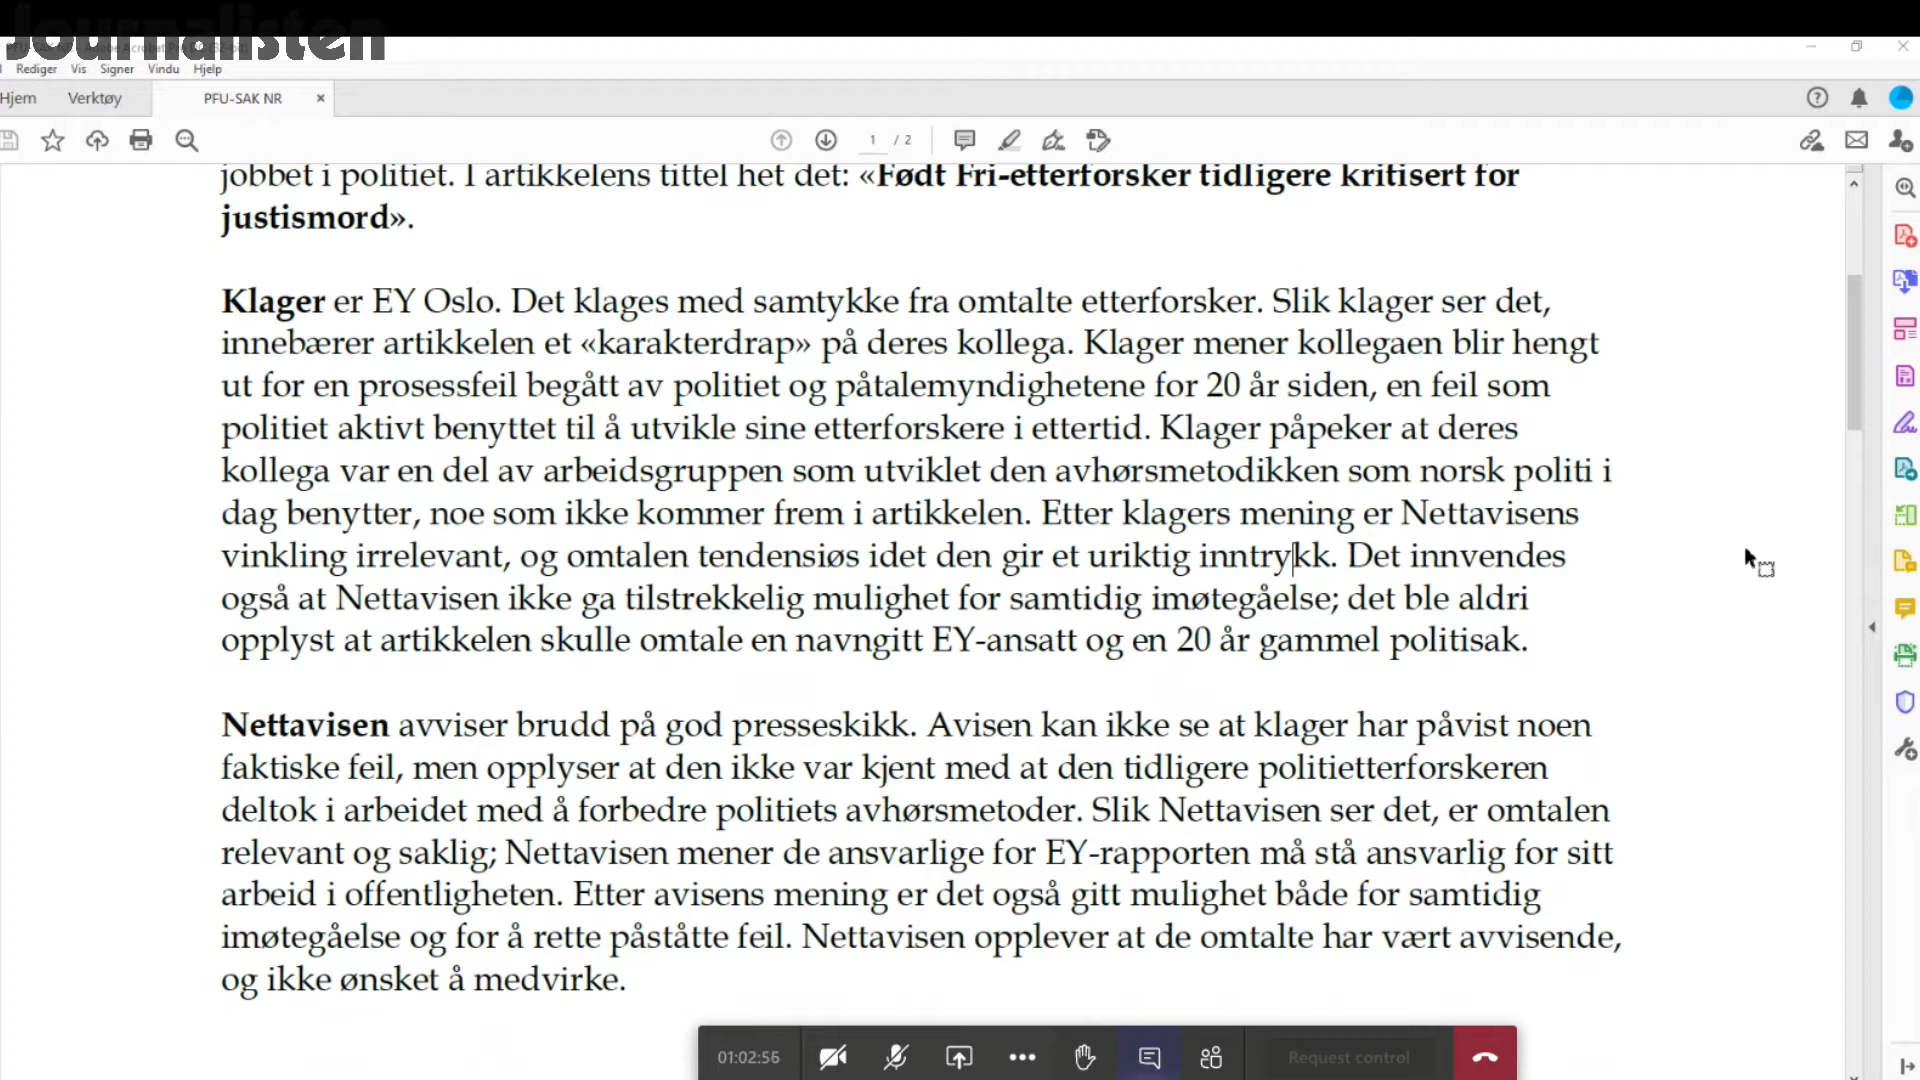 Journalisten
Rediger Vis Signer Vindu Hjelp
Hjem Verktøy PFU-SAK NR
1 / 2
jobbet i politiet. I artikkelens tittel het det: «Født Fri-etterforsker tidligere kritisert for
justismord».
Klager er EY Oslo. Det klages med samtykke fra omtalte etterforsker. Slik klager ser det,
innebærer artikkelen et «karakterdrap» på deres kollega. Klager mener kollegaen blir hengt
ut for en prosessfeil begått av politiet og påtalemyndighetene for 20 år siden, en feil som
politiet aktivt benyttet til å utvikle sine etterforskere i ettertid. Klager påpeker at deres
kollega var en del av arbeidsgruppen som utviklet den avhørsmetodikken som norsk politi i
dag benytter, noe som ikke kommer frem i artikkelen. Etter klagers mening er Nettavisens
vinkling irrelevant, og omtalen tendensiøs idet den gir et uriktig inntrykk. Det innvendes
også at Nettavisen ikke ga tilstrekkelig mulighet for samtidig imøtegåelse; det ble aldri
opplyst at artikkelen skulle omtale en navngitt EY-ansatt og en 20 år gammel politisak.
Nettavisen avviser brudd på god presseskikk. Avisen kan ikke se at klager har påvist noen
faktiske feil, men opplyser at den ikke var kjent med at den tidligere politietterforskeren
deltok i arbeidet med å forbedre politiets avhørsmetoder. Slik Nettavisen ser det, er omtalen
relevant og saklig; Nettavisen mener de ansvarlige for EY-rapporten må stå ansvarlig for sitt
arbeid i offentligheten. Etter avisens mening er det også gitt mulighet både for samtidig
imøtegåelse og for å rette påståtte feil. Nettavisen opplever at de omtalte har vært avvisende,
og ikke ønsket å medvirke.
01:02:56 Request control